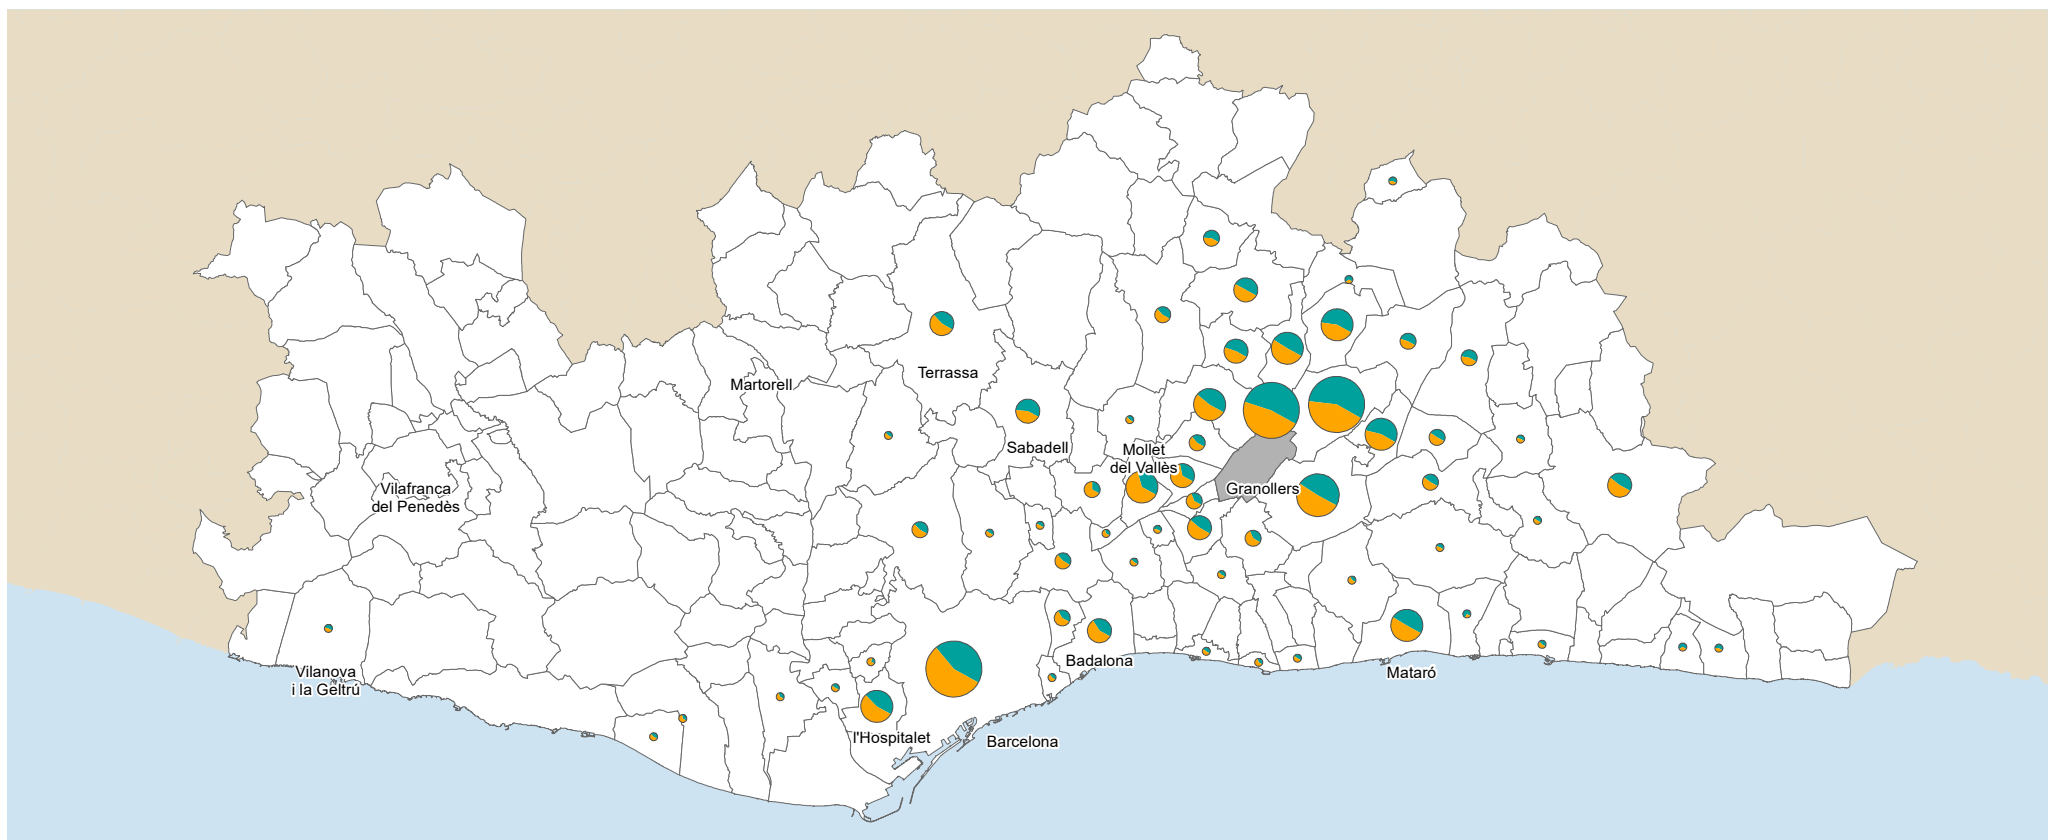 Terrassa
Martorell
Sabadell
Mollet
del Vallès
Granollers
Vilafranca
del Penedès
Vilanova
i la Geltrú
Badalona
Mataró
l'Hospitalet
Barcelona